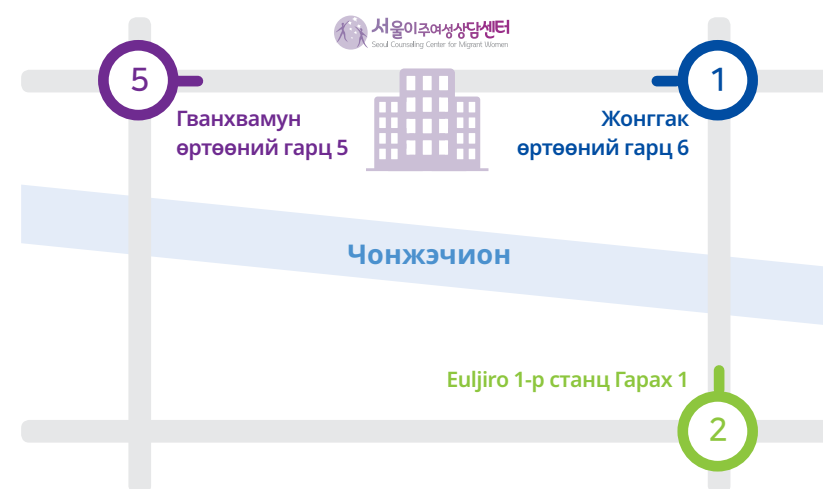 서울이주여성상담센터
Seoul Counseling Center for Migrant Women
5
1
Гванхвамун
өртөөний гарц 5
Жонггак
өртөөний гарц 6
Чонжэчион
Euljiro 1-р станц Гарах 1
2